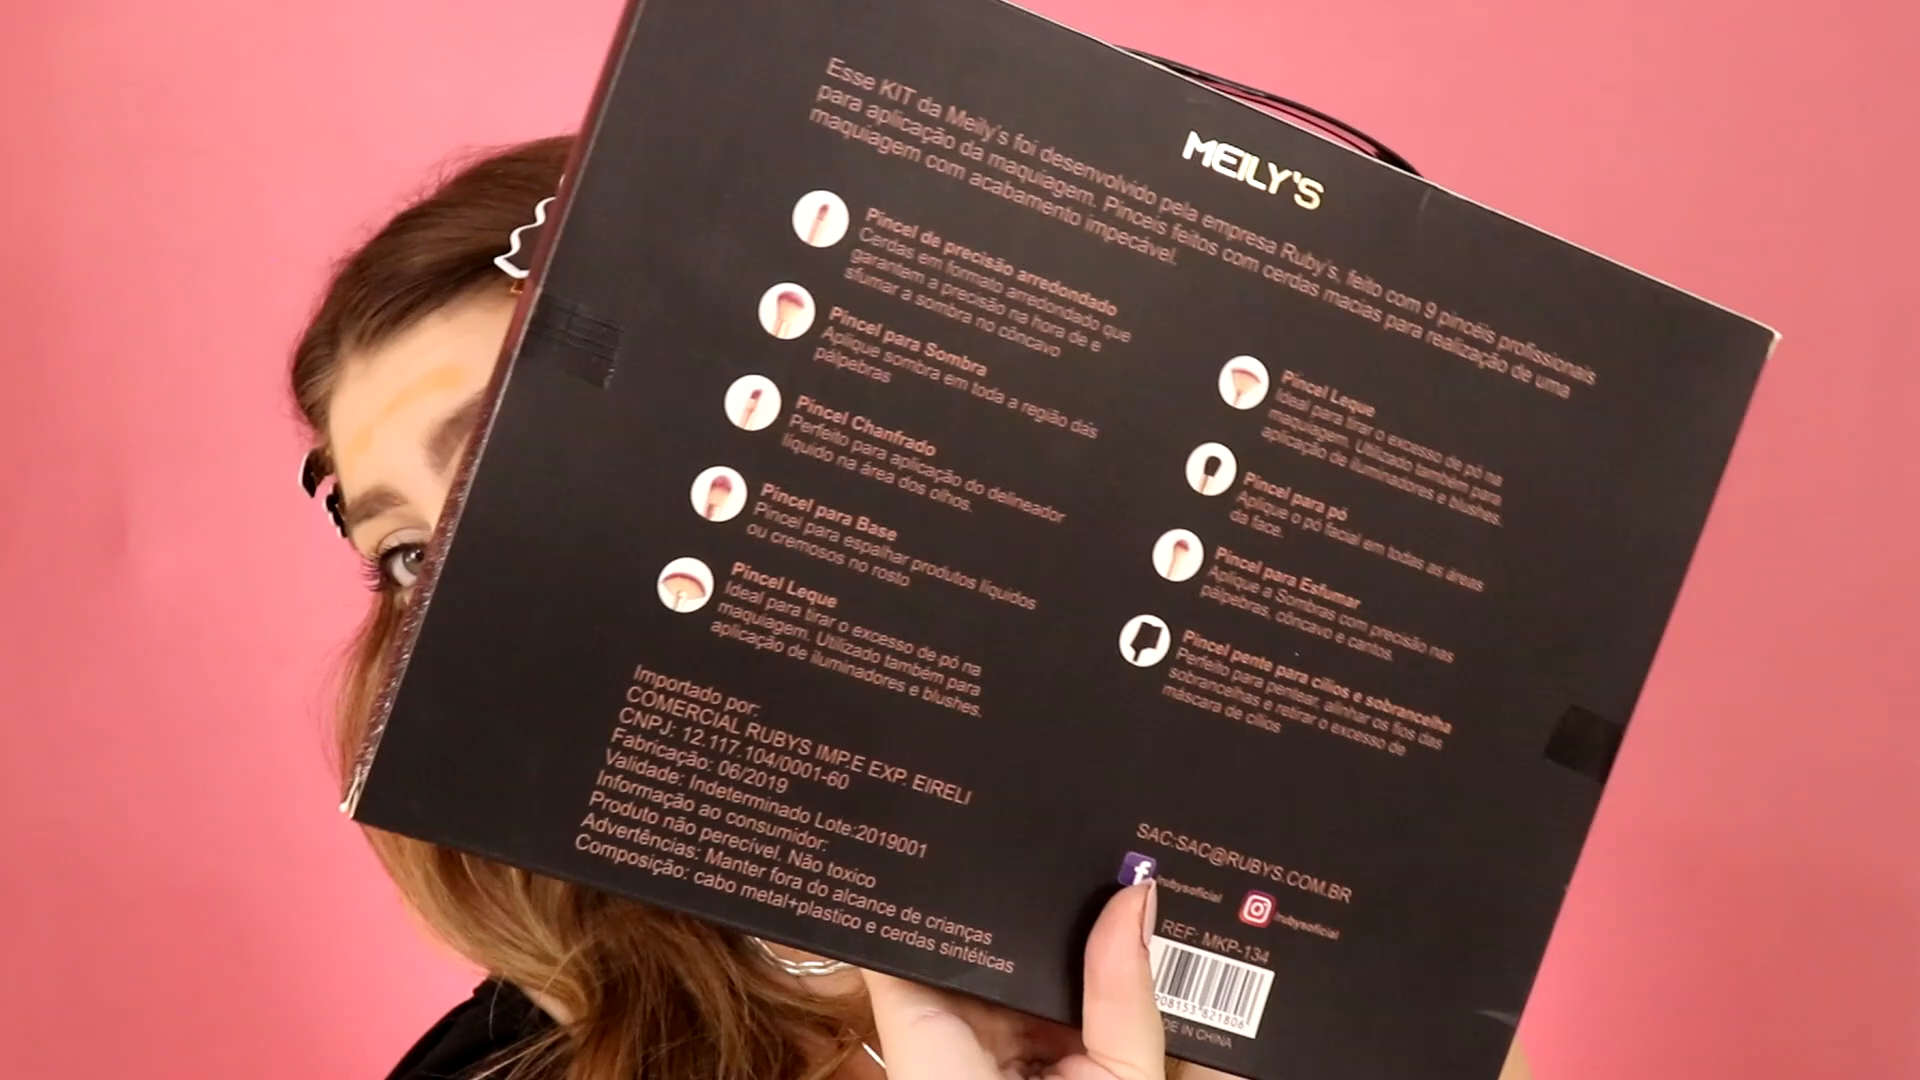 MEILY'S
Esse KIT da Meily's foi desenvolvido pela empresa Ruby's, feito com 9 pincéis profissionais
para aplicação da maquiagem. Pinceis feitos com cerdas macias para realização de uma
maquiagem com acabamento impecável.
Pincel de precisão arredondado
Cerdas em formato arredondado que
garantem a precisão na hora de e
sfumar a sombra no côncavo
Pincel para Sombra
Aplique sombra em toda a região das
pálpebras
Pincel Chanfrado
Perfeito para aplicação do delineador
líquido na área dos olhos.
Pincel para Base
Pincel para espalhar produtos líquidos
ou cremosos no rosto
Pincel Leque
Ideal para tirar o excesso de pó na
maquiagem. Utilizado também para
aplicação de iluminadores e blushes.
Pincel Leque
Ideal para tirar o excesso de pó na
maquiagem. Utilizado também para
aplicação de iluminadores e blushes.
Pincel para pó
Aplique o pó facial em todas as áreas
da face.
Pincel para Esfumar
Aplique a Sombras com precisão nas
pálpebras, côncavo e cantos.
Pincel pente para cílios e sobrancelha
Perfeito para pentear, alinhar os fios das
sobrancelhas e retirar o excesso de
máscara de cílios
Importado por:
COMERCIAL RUBYS IMP.E EXP. EIRELI
CNPJ: 12.117.104/0001-60
Fabricação: 06/2019
Validade: Indeterminado Lote:2019001
Informação ao consumidor:
Produto não perecível. Não toxico
Advertências: Manter fora do alcance de crianças
Composição: cabo metal+plastico e cerdas sintéticas
SAC:SAC@RUBYS.COM.BR
f /rubysoficial /rubysoficial
REF: MKP-134
908153 821806
DE IN CHINA